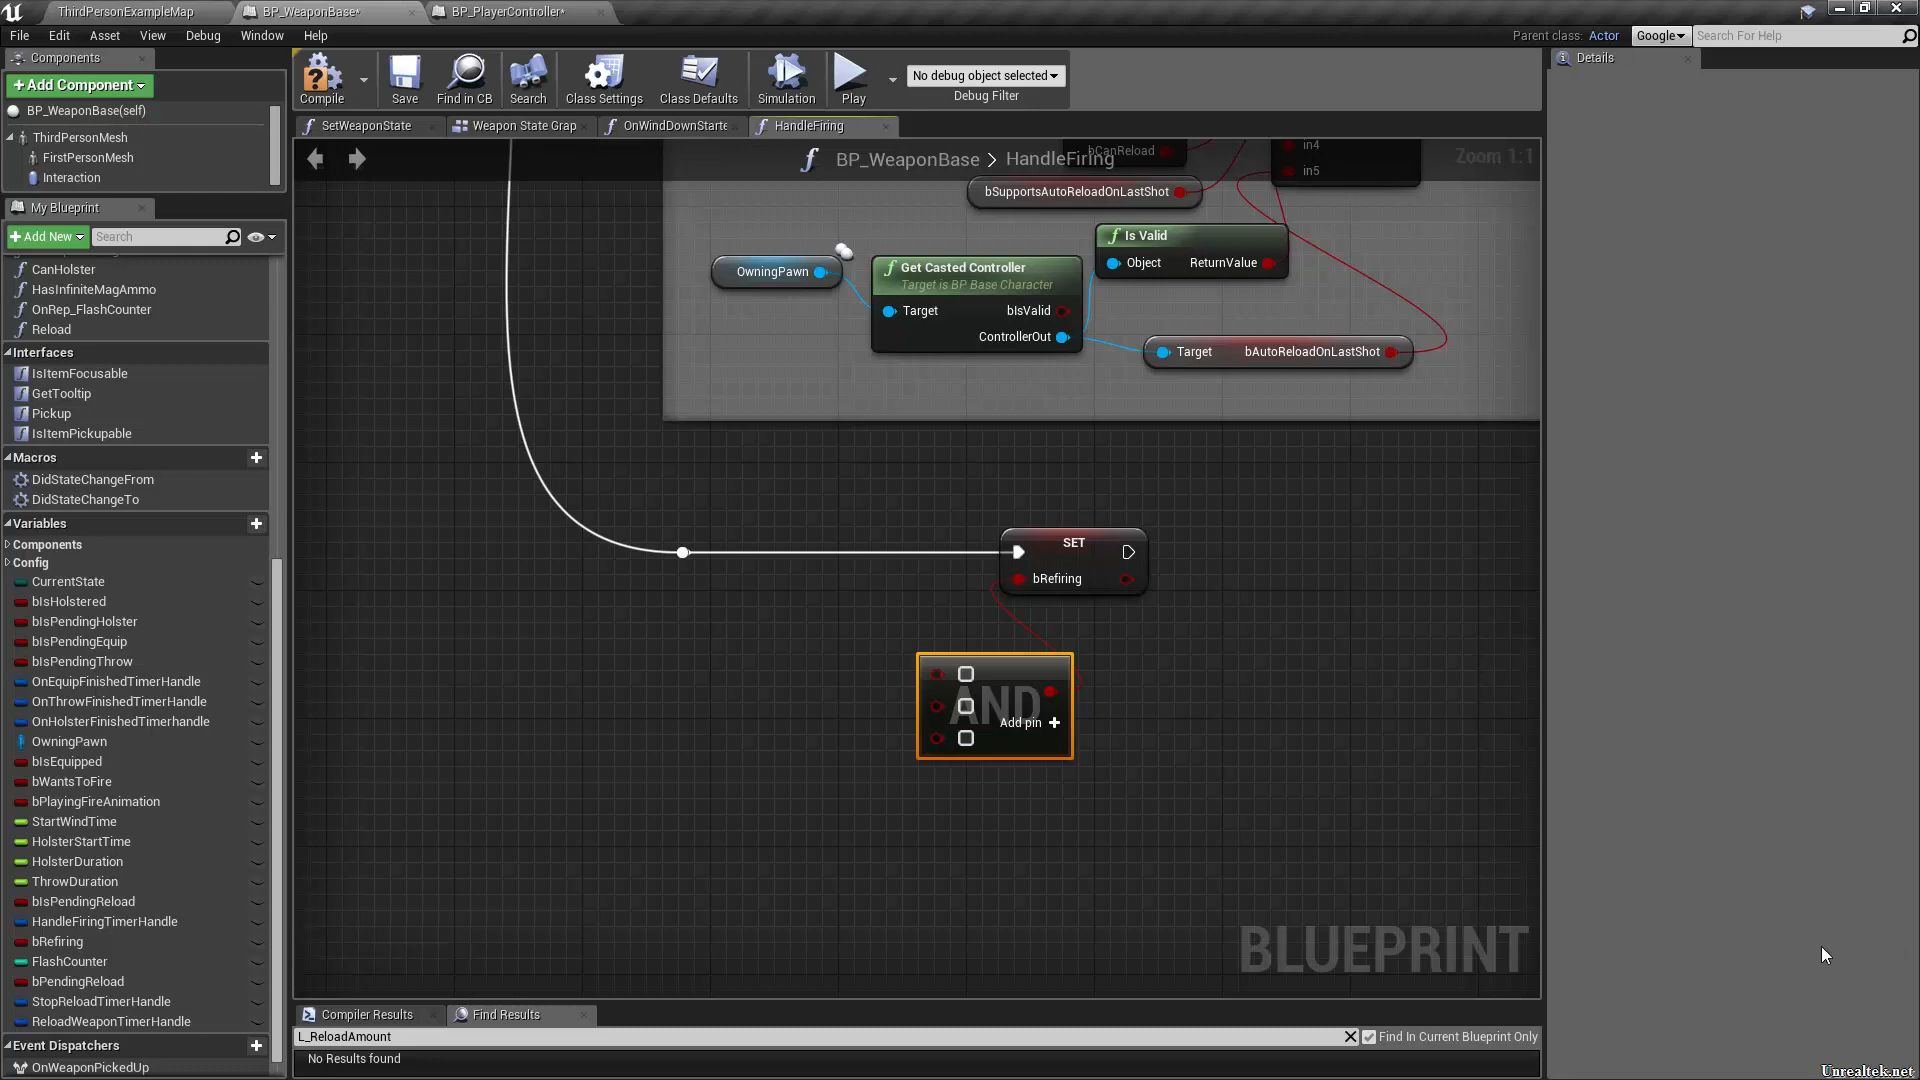 ThirdPersonExampleMap
BP_WeaponBase*
BP_PlayerController*
File Edit Asset View Debug Window Help
Parent class: Actor
Google
Search For Help
Components
Details
+ Add Component
BP_WeaponBase(self)
ThirdPersonMesh
FirstPersonMesh
Interaction
Compile
Save
Find in CB
Search
Class Settings
Class Defaults
Simulation
Play
No debug object selected
Debug Filter
SetWeaponState
Weapon State Grap
OnWindDownStarte
HandleFiring
BP_WeaponBase > HandleFiring
Zoom 1:1
My Blueprint
+ Add New
Search
CanHolster
HasInfiniteMagAmmo
OnRep_FlashCounter
Reload
Interfaces
IsItemFocusable
GetTooltip
Pickup
IsItemPickupable
Macros
DidStateChangeFrom
DidStateChangeTo
Variables
Components
Config
CurrentState
bIsHolstered
bIsPendingHolster
bIsPendingEquip
bIsPendingThrow
OnEquipFinishedTimerHandle
OnThrowFinishedTimerHandle
OnHolsterFinishedTimerhandle
OwningPawn
bIsEquipped
bWantsToFire
bPlayingFireAnimation
StartWindTime
HolsterStartTime
HolsterDuration
ThrowDuration
bIsPendingReload
HandleFiringTimerHandle
bRefiring
FlashCounter
bPendingReload
StopReloadTimerHandle
ReloadWeaponTimerHandle
Event Dispatchers
OnWeaponPickedUp
bCanReload
in4
in5
bSupportsAutoReloadOnLastShot
Is Valid
Object ReturnValue
OwningPawn
Get Casted Controller
Target is BP Base Character
Target bIsValid
ControllerOut
Target bAutoReloadOnLastShot
SET
bRefiring
AND
Add pin +
BLUEPRINT
Compiler Results
Find Results
L_ReloadAmount
Find In Current Blueprint Only
No Results found
Unrealtek.net